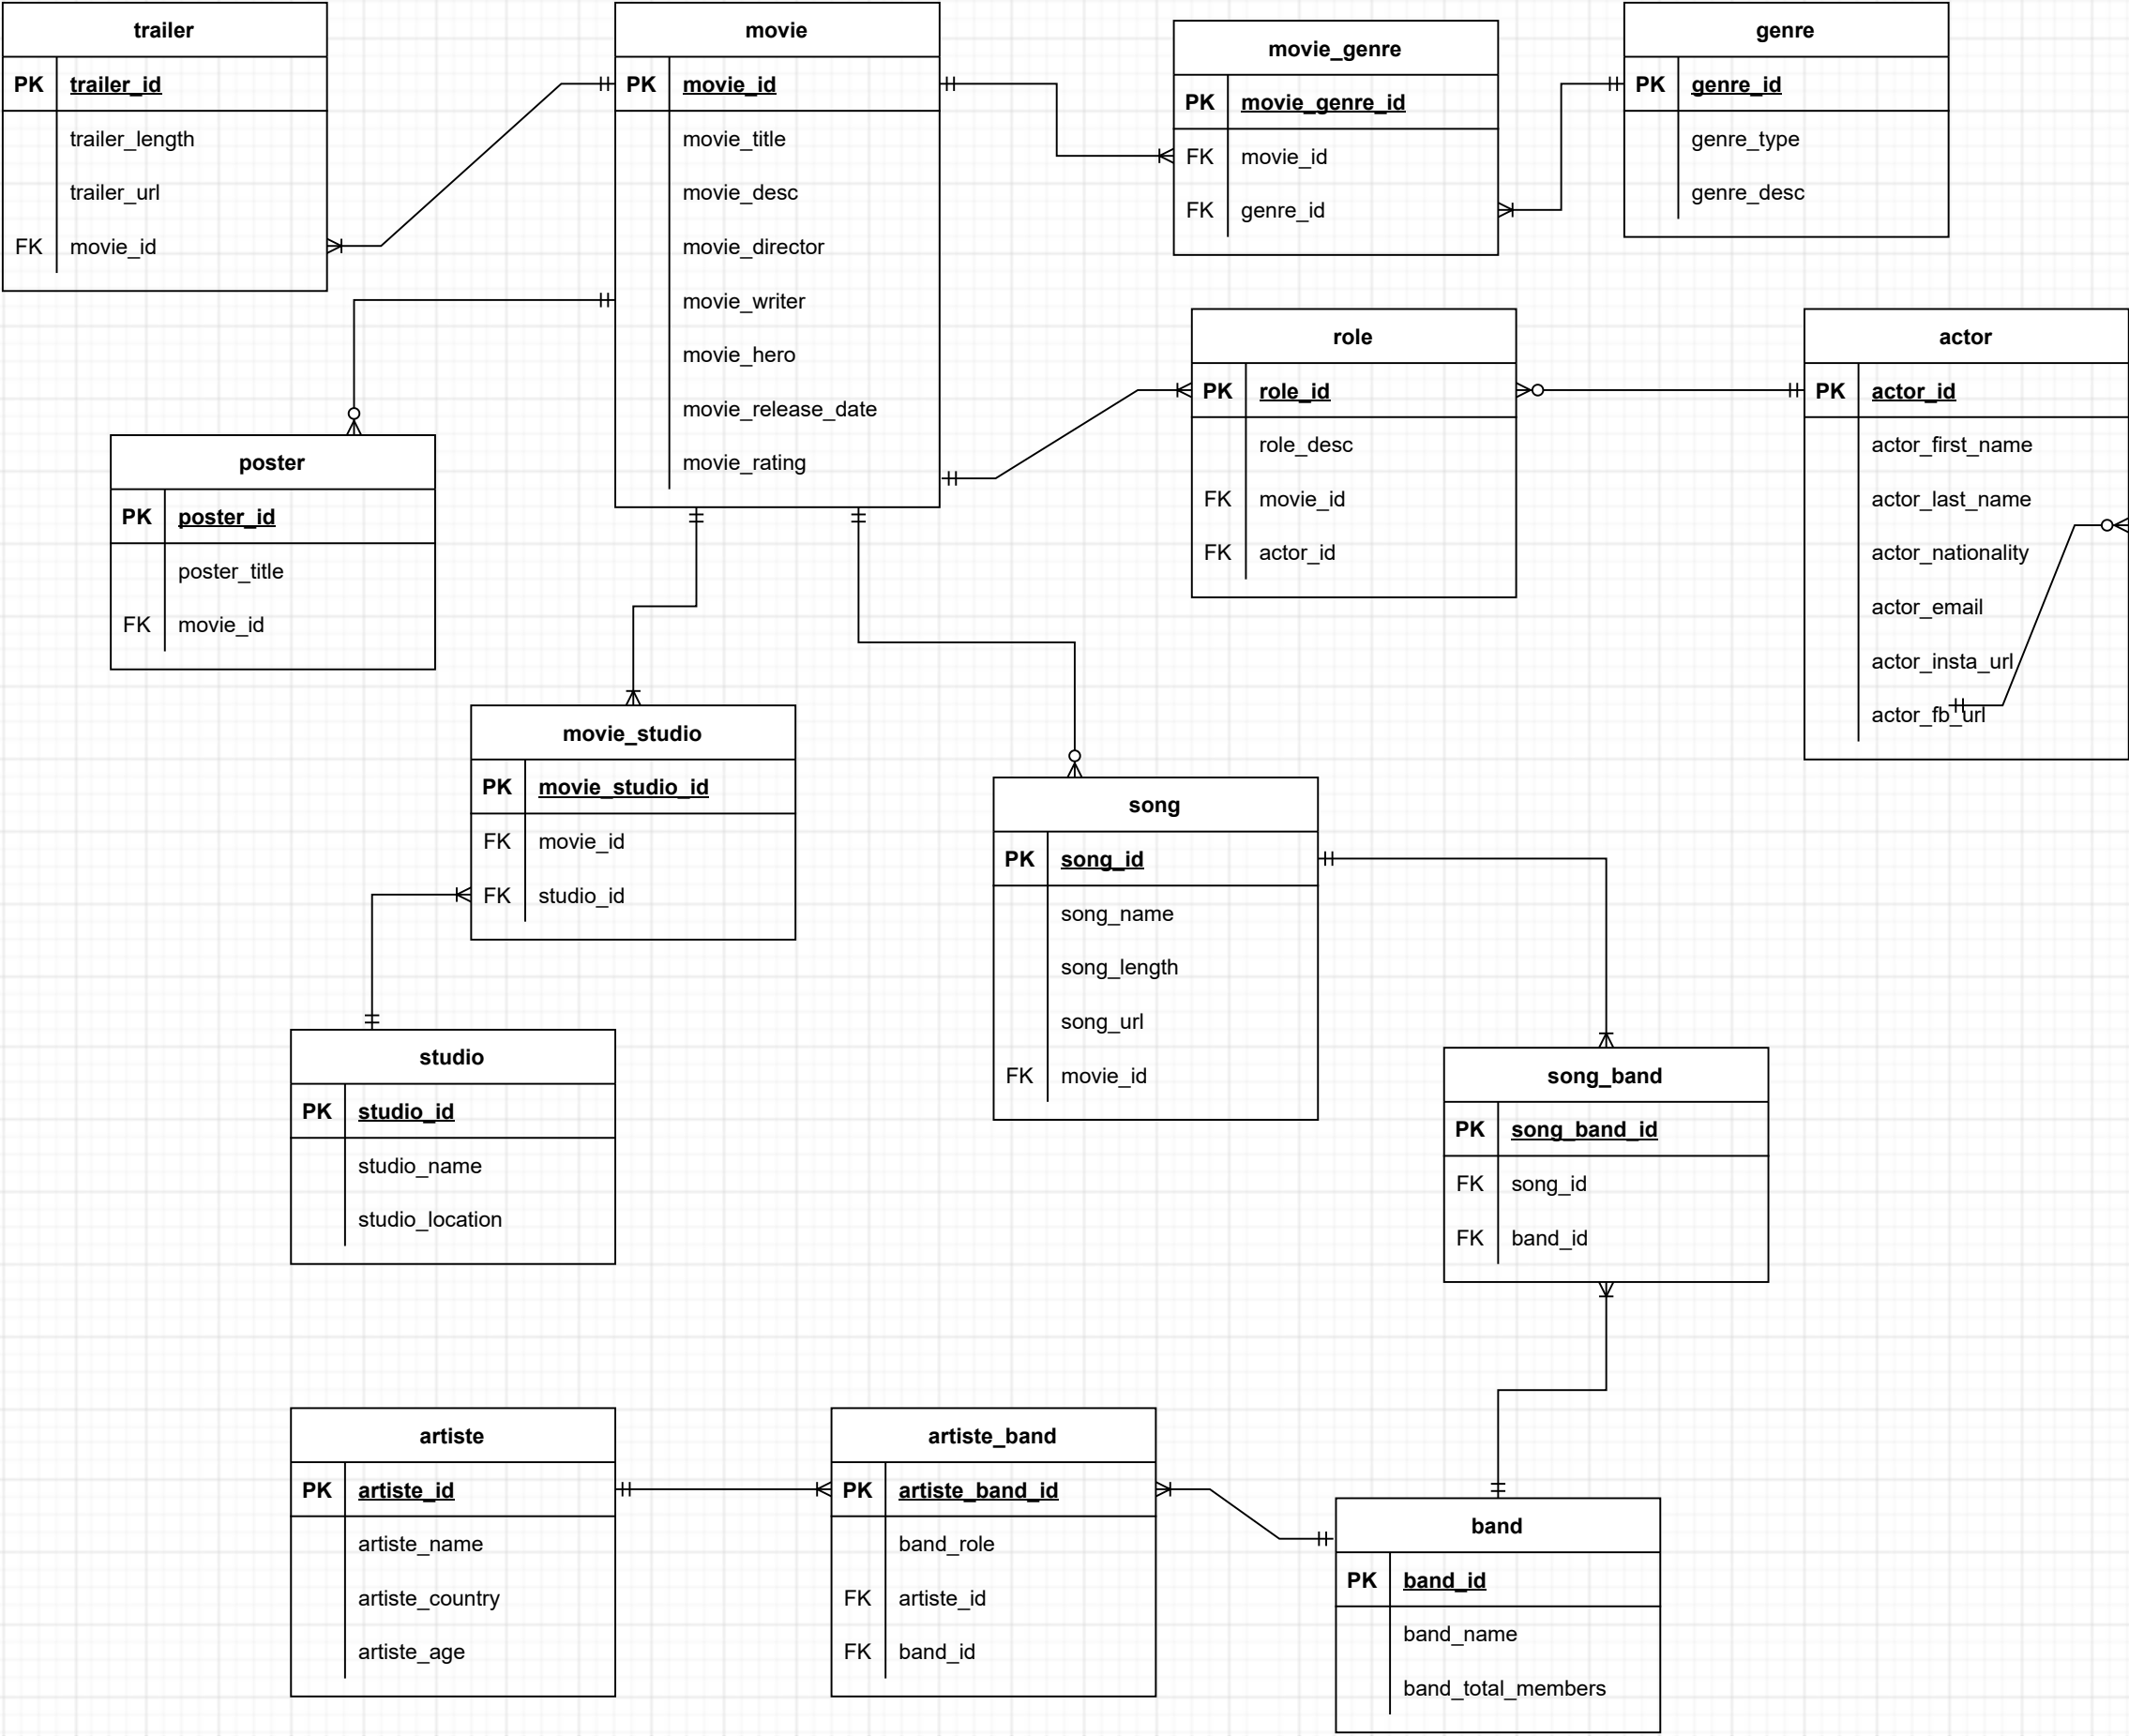 trailer
PK trailer_id
trailer_length
trailer_url
FK movie_id
movie
PK movie_id
movie_title
movie_desc
movie_director
movie_writer
movie_hero
movie_release_date
movie_rating
movie_genre
PK movie_genre_id
FK movie_id
FK genre_id
genre
PK genre_id
genre_type
genre_desc
role
PK role_id
role_desc
FK movie_id
FK actor_id
actor
PK actor_id
actor_first_name
actor_last_name
actor_nationality
actor_email
actor_insta_url
actor_fb_url
poster
PK poster_id
poster_title
FK movie_id
movie_studio
PK movie_studio_id
FK movie_id
FK studio_id
song
PK song_id
song_name
song_length
song_url
FK movie_id
studio
PK studio_id
studio_name
studio_location
song_band
PK song_band_id
FK song_id
FK band_id
artiste
PK artiste_id
artiste_name
artiste_country
artiste_age
artiste_band
PK artiste_band_id
band_role
FK artiste_id
FK band_id
band
PK band_id
band_name
band_total_members